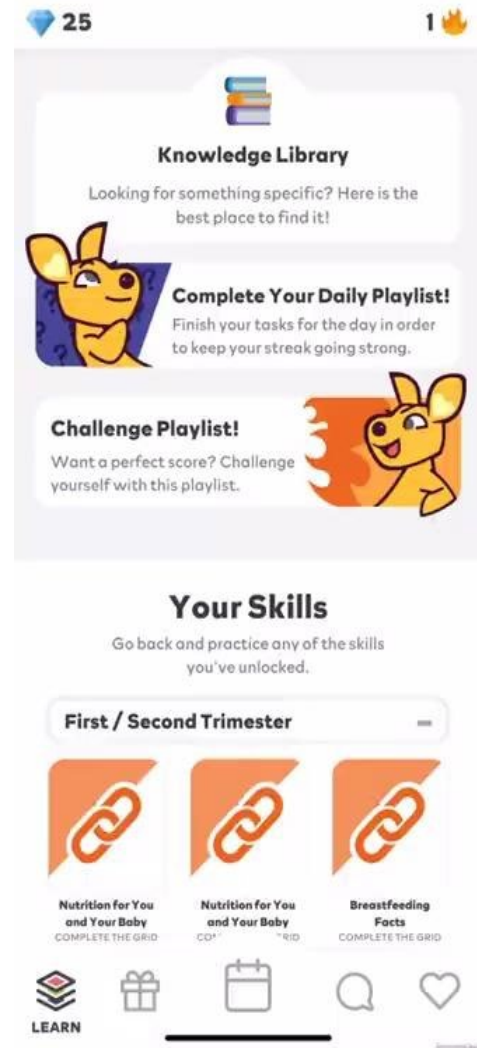 25
1
Knowledge Library
Looking for something specific? Here is the
best place to find it!
Complete Your Daily Playlist!
Finish your tasks for the day in order
to keep your streak going strong.
Challenge Playlist!
Want a perfect score? Challenge
yourself with this playlist.
Your Skills
Go back and practice any of the skills
you've unlocked.
First / Second Trimester
Nutrition for You
and Your Baby
COMPLETE THE GRID
Nutrition for You
and Your Baby
Breastfeeding
Facts
COMPLETE THE GRID
LEARN